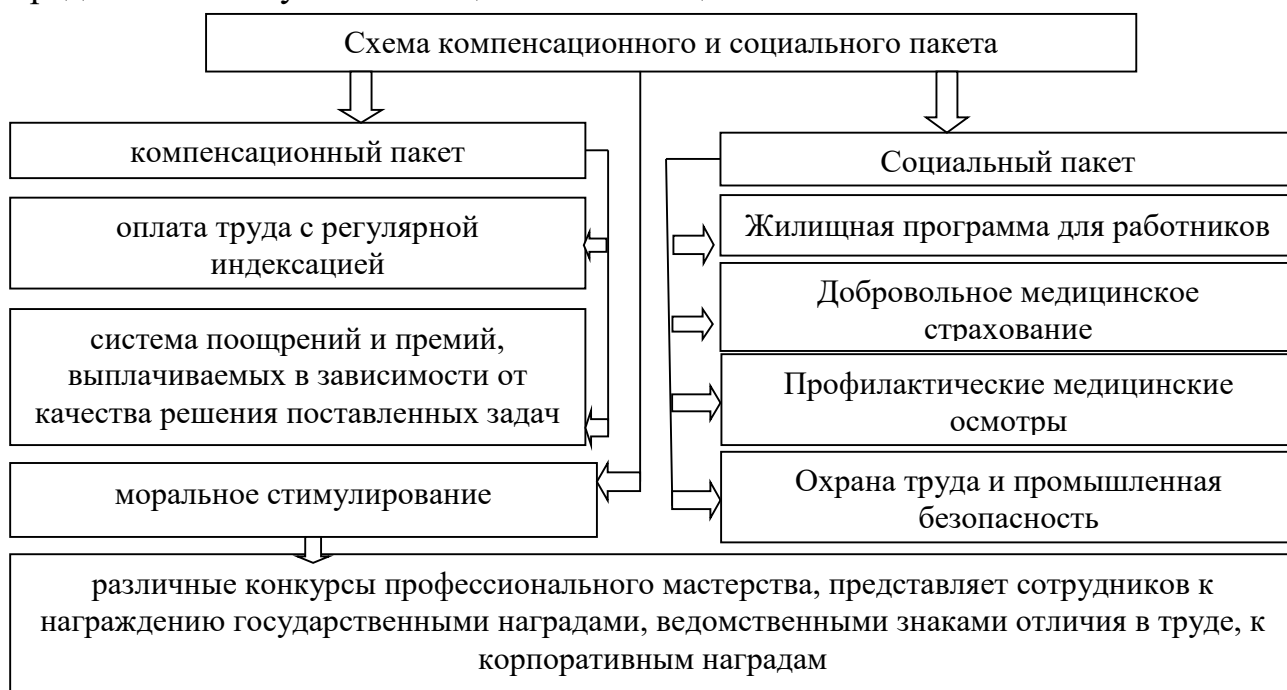 Схема компенсационного и социального пакета
компенсационный пакет
оплата труда с регулярной
индексацией
система поощрений и премий,
выплачиваемых в зависимости от
качества решения поставленных задач
моральное стимулирование
Социальный пакет
Жилищная программа для работников
Добровольное медицинское
страхование
Профилактические медицинские
осмотры
Охрана труда и промышленная
безопасность
различные конкурсы профессионального мастерства, представляет сотрудников к
награждению государственными наградами, ведомственными знаками отличия в труде, к
корпоративным наградам